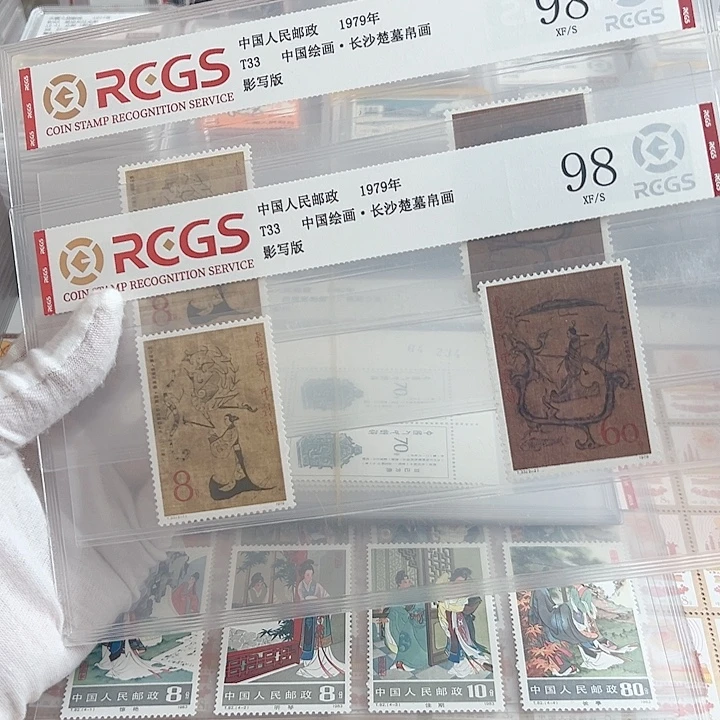 RCGS
COIN STAMP RECOGNITION SERVICE
中国人民邮政 1979年
T33 中国绘画·长沙楚墓帛画
影写版
98
XF/S
RCGS
RCGS
COIN STAMP RECOGNITION SERVICE
中国人民邮政 1979年
T33 中国绘画·长沙楚墓帛画
影写版
98
XF/S
RCGS
8
8
60
70
70
中国人民邮政 8分
中国人民邮政 8分
中国人民邮政 10分
中国人民邮政 80分